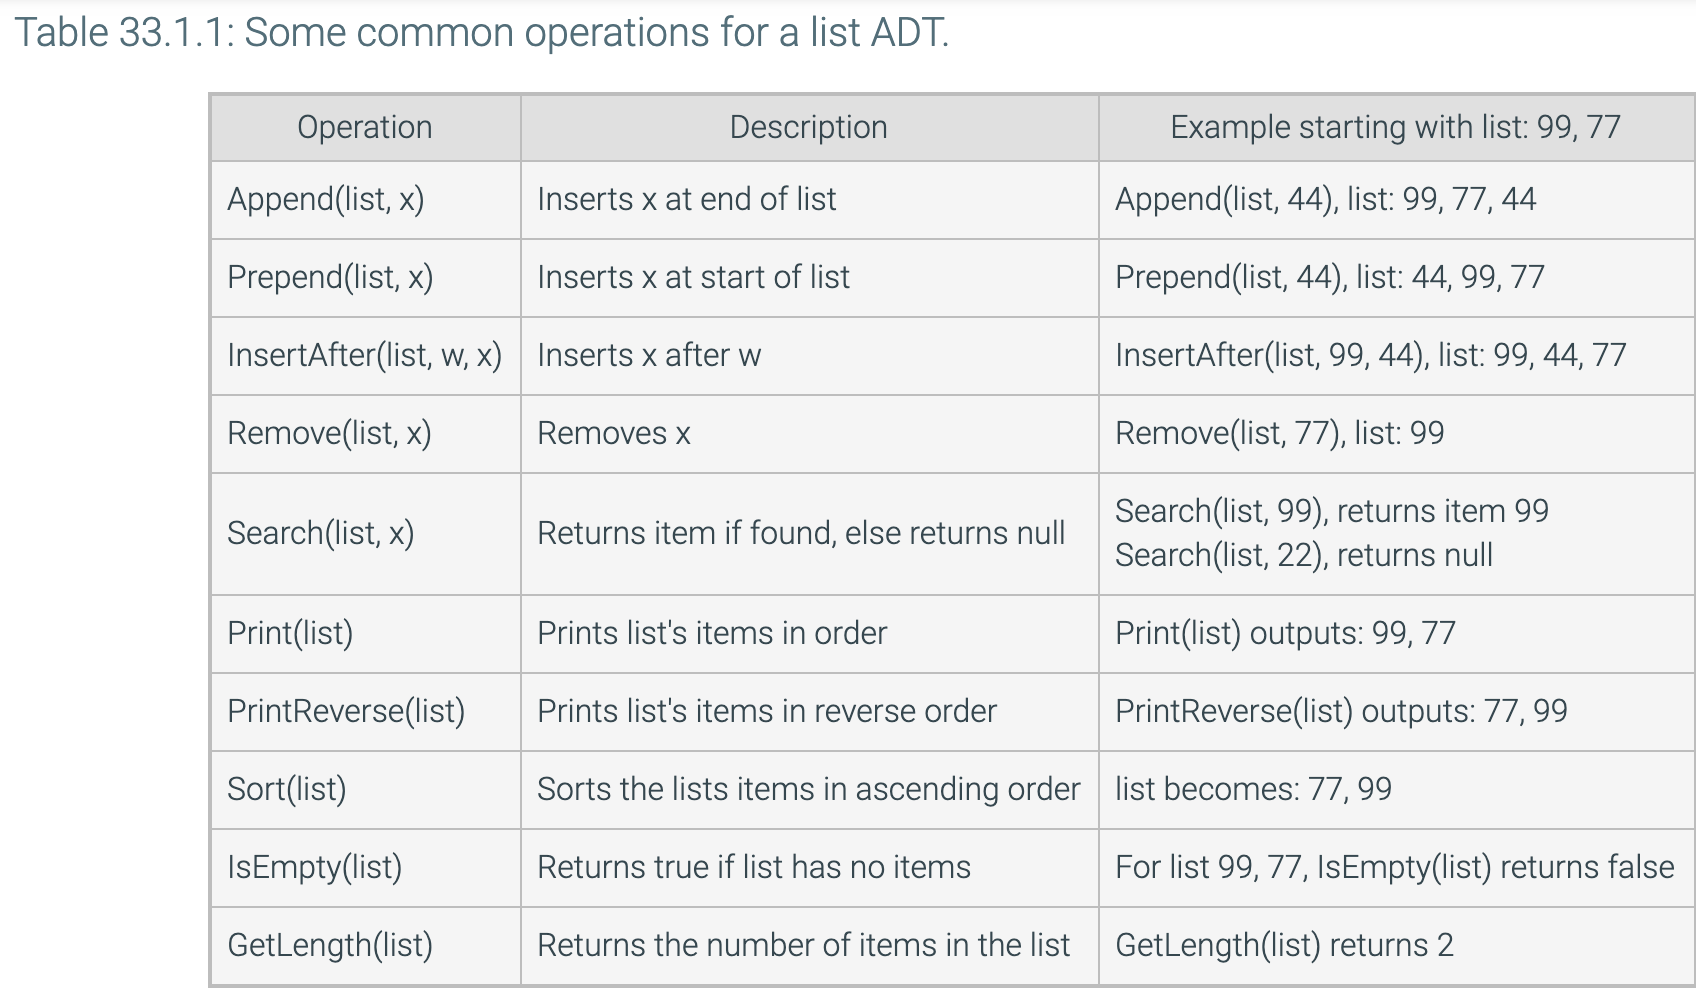 Table 33.1.1: Some common operations for a list ADT.
Operation Description Example starting with list: 99, 77
Append(list, x) Inserts x at end of list Append(list, 44), list: 99, 77, 44
Prepend(list, x) Inserts x at start of list Prepend(list, 44), list: 44, 99, 77
InsertAfter(list, w, x) Inserts x after w InsertAfter(list, 99, 44), list: 99, 44, 77
Remove(list, x) Removes x Remove(list, 77), list: 99
Search(list, x) Returns item if found, else returns null Search(list, 99), returns item 99
Search(list, 22), returns null
Print(list) Prints list's items in order Print(list) outputs: 99, 77
PrintReverse(list) Prints list's items in reverse order PrintReverse(list) outputs: 77, 99
Sort(list) Sorts the lists items in ascending order list becomes: 77, 99
IsEmpty(list) Returns true if list has no items For list 99, 77, IsEmpty(list) returns false
GetLength(list) Returns the number of items in the list GetLength(list) returns 2